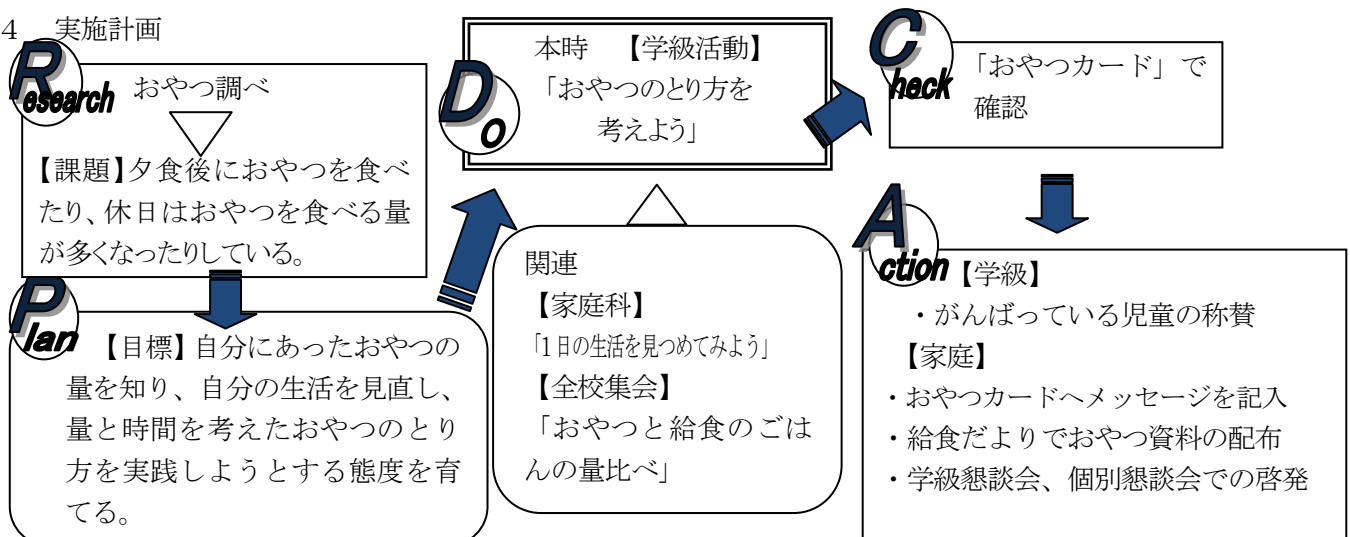 4　実施計画
Research
おやつ調べ
【課題】夕食後におやつを食べ
たり、休日はおやつを食べる量
が多くなったりしている。
Plan
【目標】自分にあったおやつの
量を知り、自分の生活を見直し、
量と時間を考えたおやつのとり
方を実践しようとする態度を育
てる。
Do
本時　【学級活動】
「おやつのとり方を
考えよう」
関連
【家庭科】
「1日の生活を見つめてみよう」
【全校集会】
「おやつと給食のごは
んの量比べ」
Check
「おやつカード」で
確認
Action
【学級】
・がんばっている児童の称賛
【家庭】
・おやつカードへメッセージを記入
・給食だよりでおやつ資料の配布
・学級懇談会、個別懇談会での啓発